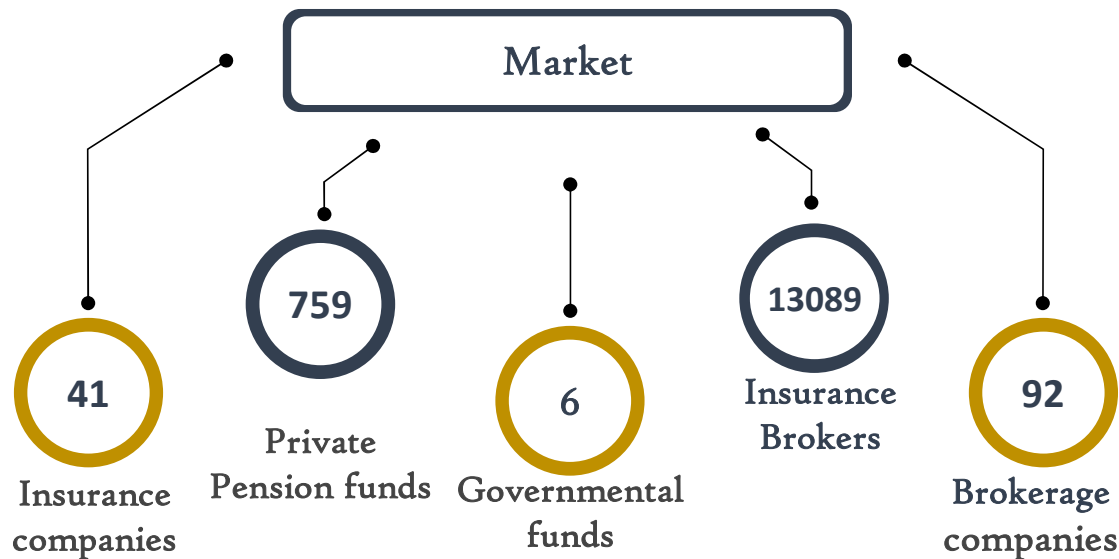 Market
41
Insurance
companies
759
Private
Pension funds
6
Governmental
funds
13089
Insurance
Brokers
92
Brokerage
companies